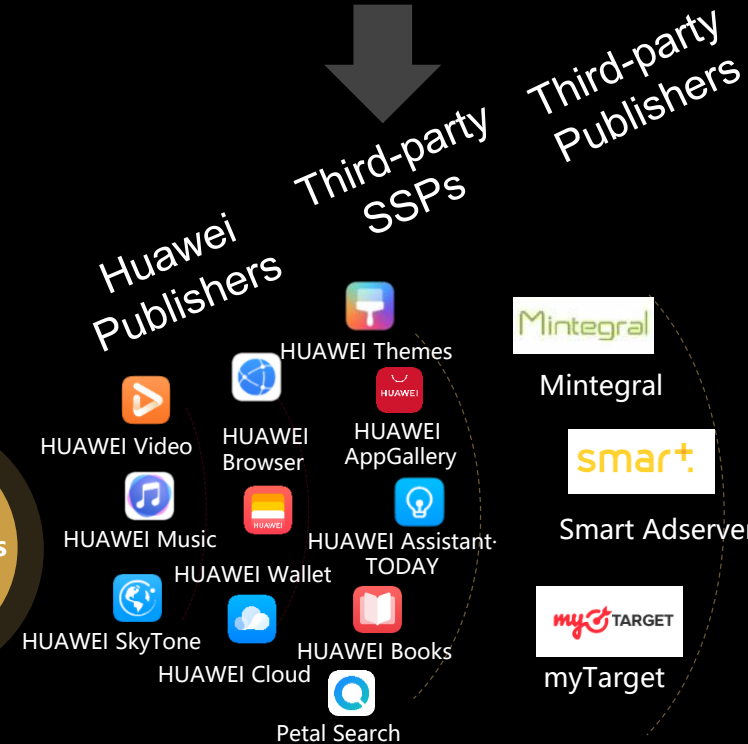 Third-party
Publishers
Third-party
SSPs
Huawei
Publishers
HUAWEI Themes
Mintegral
Mintegral
HUAWEI
HUAWEI
AppGallery
HUAWEI Video
HUAWEI
Browser
smart
Smart Adserver
HUAWEI Music
HUAWEI
HUAWEI Wallet
HUAWEI Assistant·
TODAY
s
HUAWEI SkyTone
HUAWEI Cloud
HUAWEI Books
my TARGET
myTarget
Petal Search